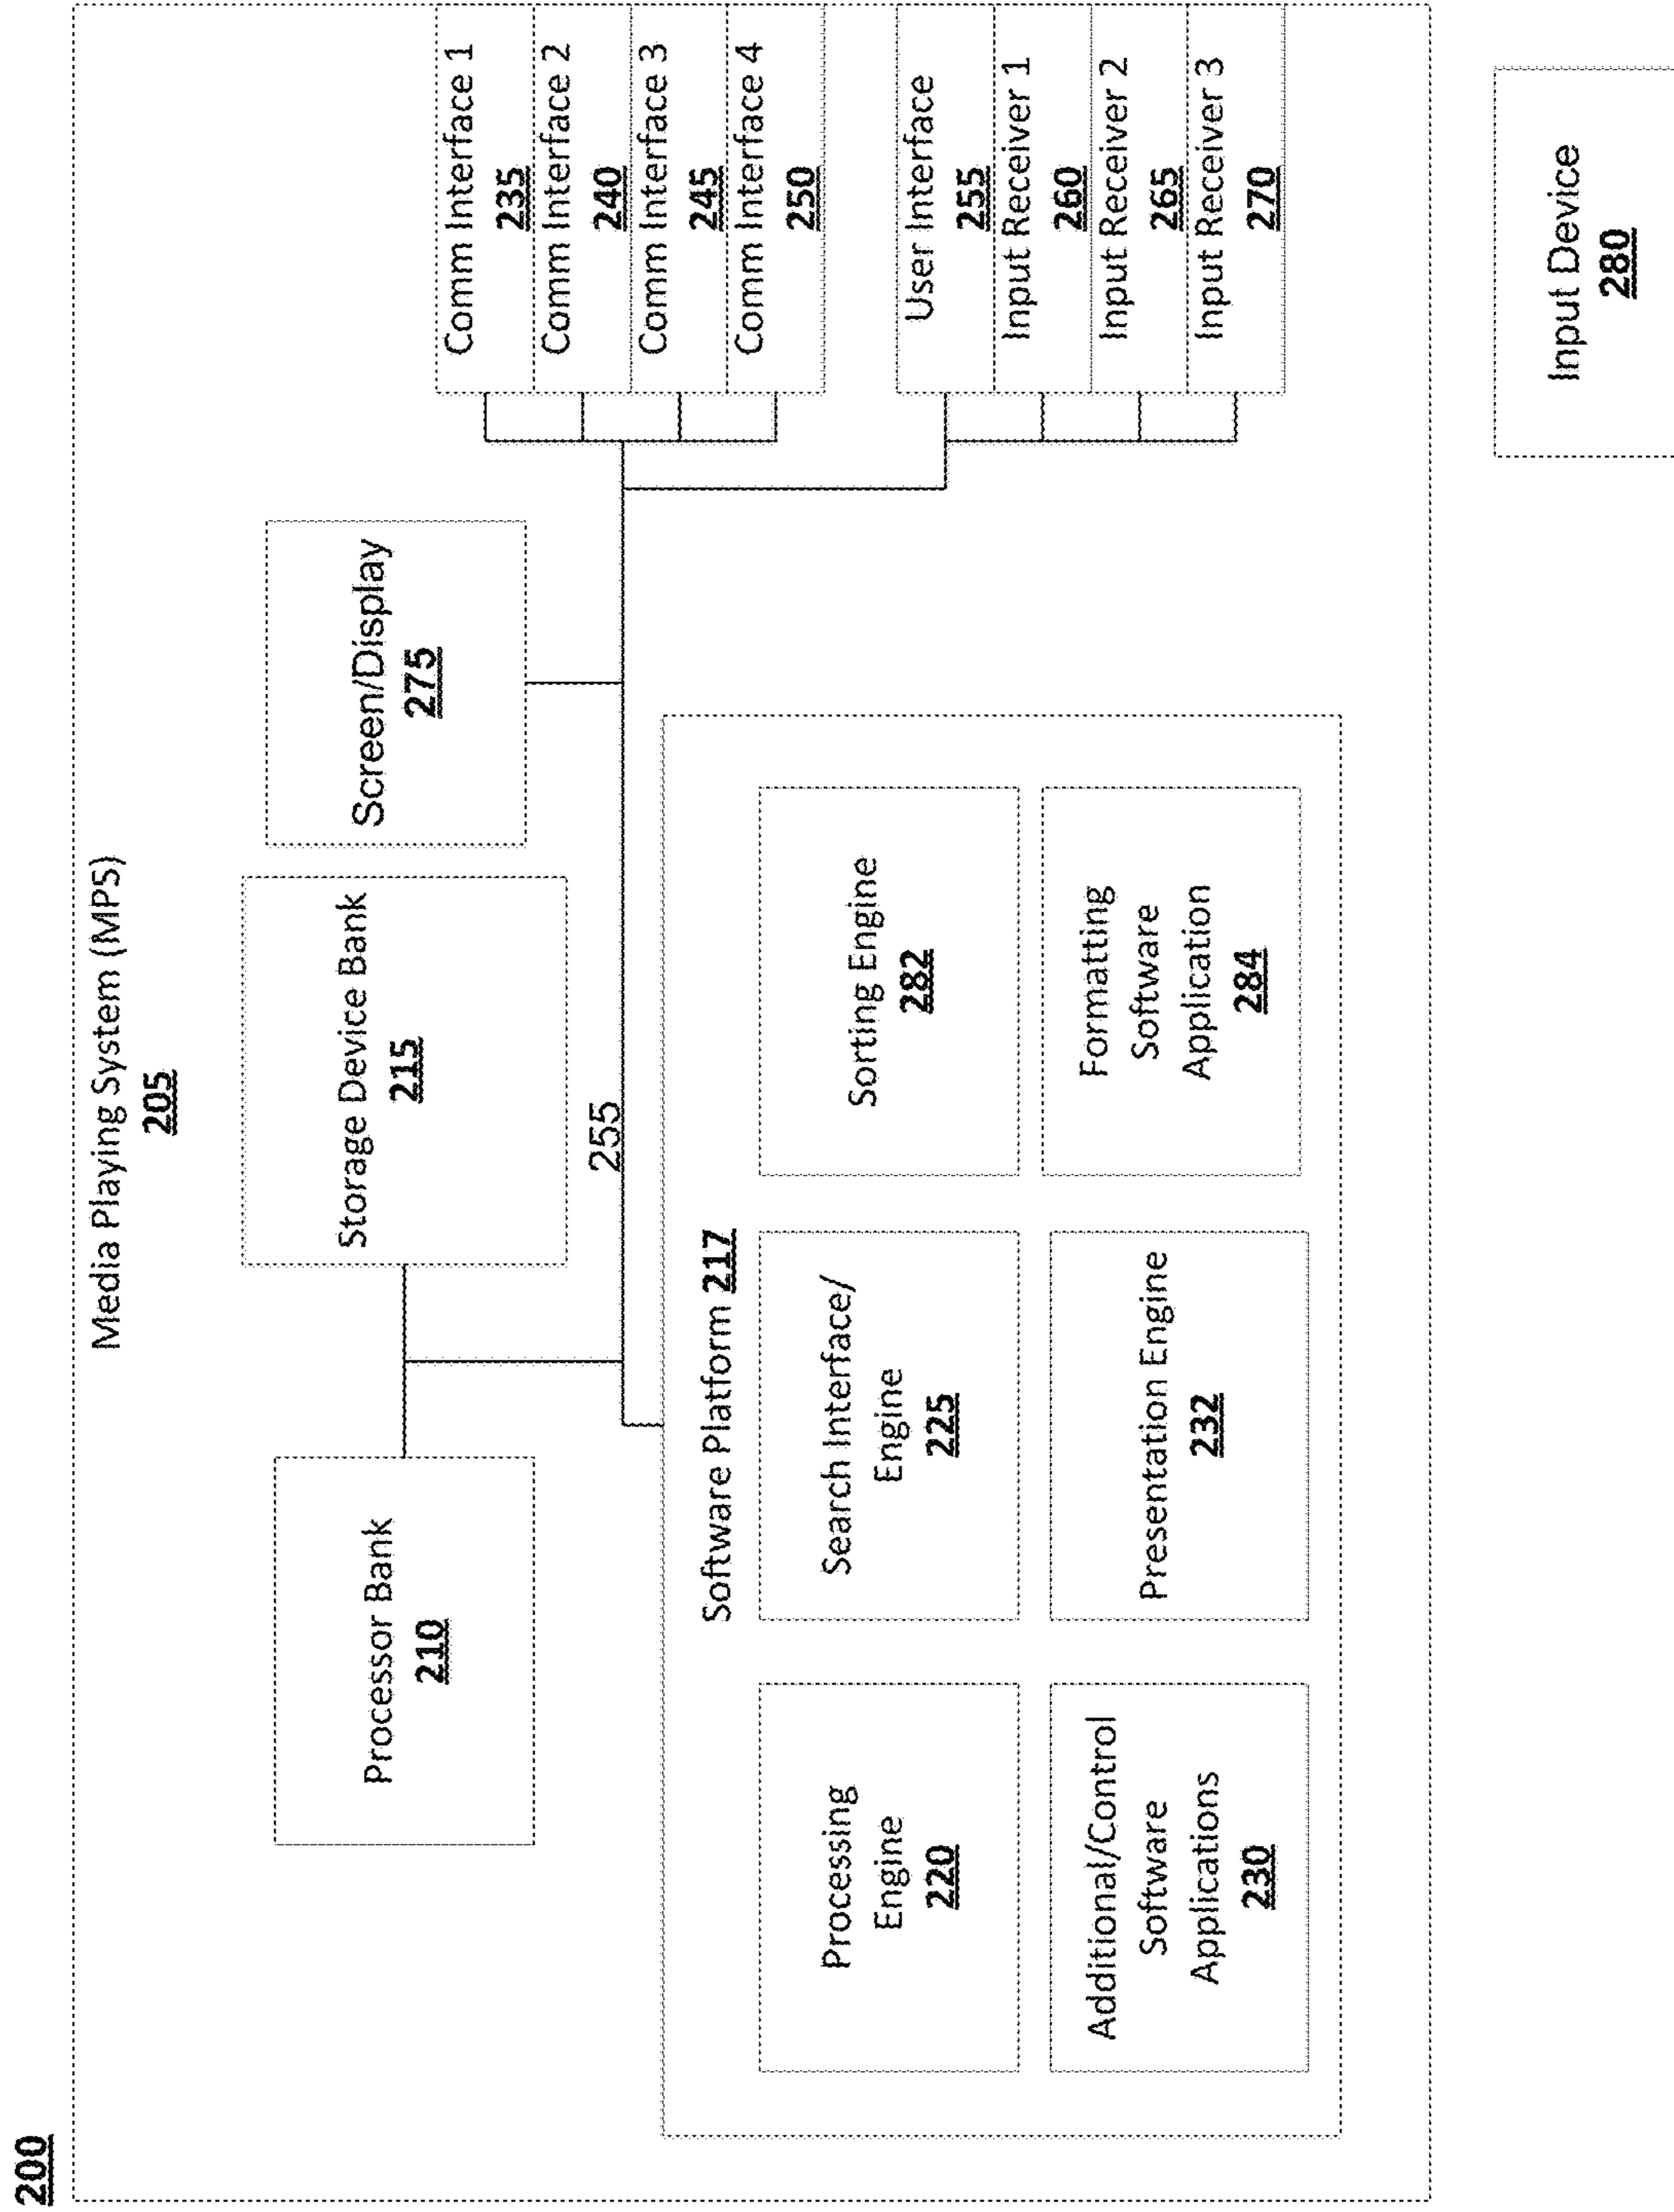 200
Media Playing System (MPS)
205
Processor Bank
210
Storage Device Bank
215
Screen/Display
275
255
Comm Interface 1
235
Comm Interface 2
240
Comm Interface 3
245
Comm Interface 4
250
User Interface
255
Input Receiver 1
260
Input Receiver 2
265
Input Receiver 3
270
Software Platform 217
Processing
Engine
220
Search Interface/
Engine
225
Sorting Engine
282
Additional/Control
Software
Applications
230
Presentation Engine
232
Formatting
Software
Application
284
Input Device
280